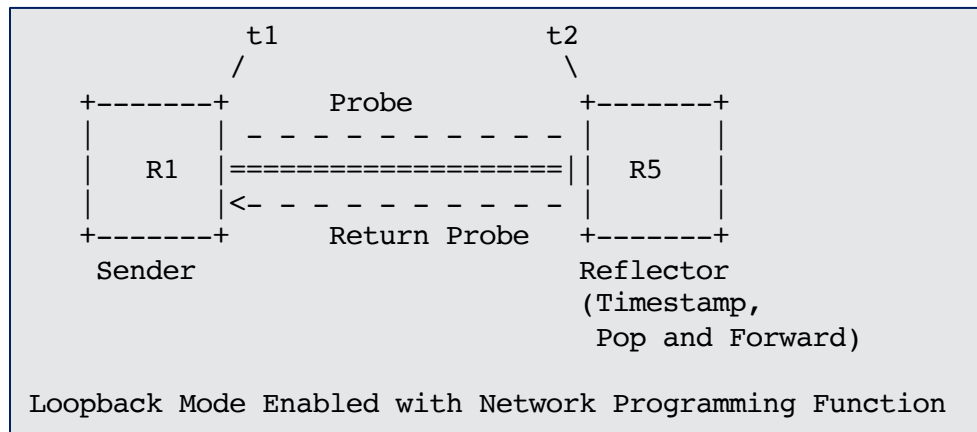 t1 t2
/ \
+-------+ Probe +-------+
| | - - - - - - - - - - - | |
| R1 |=====================|| R5 |
| |<- - - - - - - - - - - | |
+-------+ Return Probe +-------+
Sender Reflector
(Timestamp,
Pop and Forward)
Loopback Mode Enabled with Network Programming Function